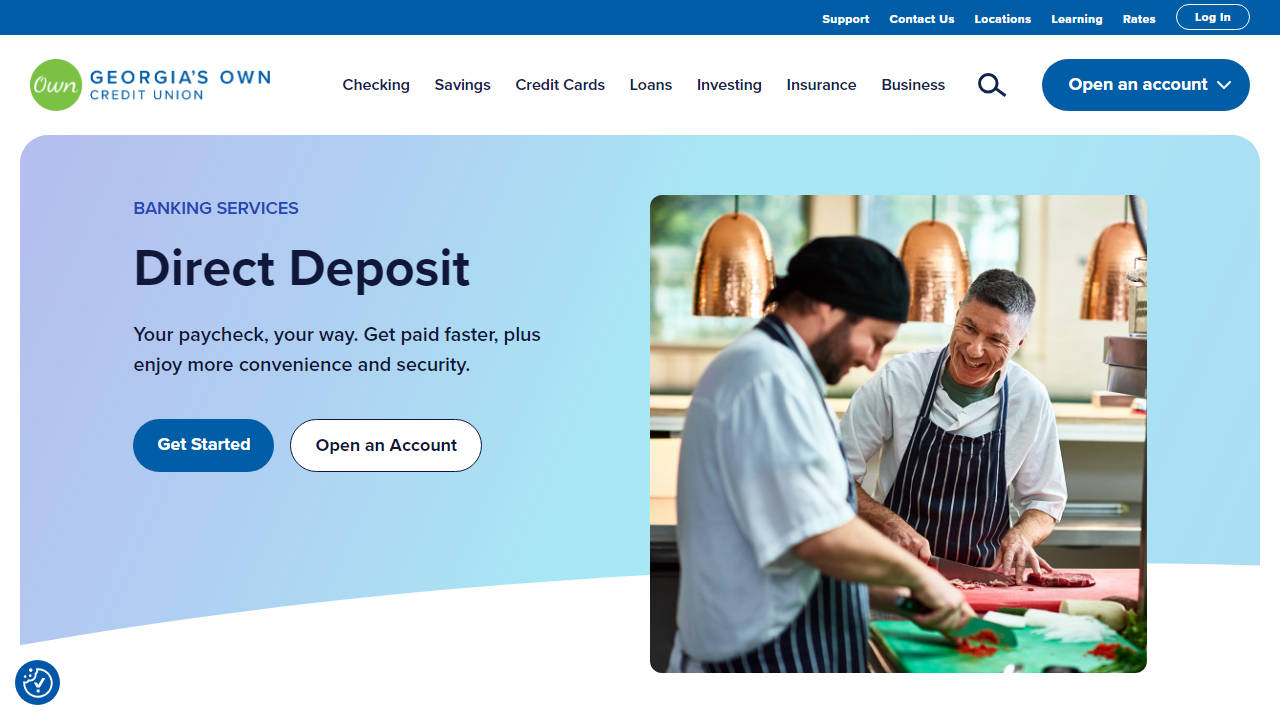 Support Contact Us Locations Learning Rates Log In
Own GEORGIA'S OWN
CREDIT UNION
Checking Savings Credit Cards Loans Investing Insurance Business Open an account
BANKING SERVICES
Direct Deposit
Your paycheck, your way. Get paid faster, plus
enjoy more convenience and security.
Get Started Open an Account